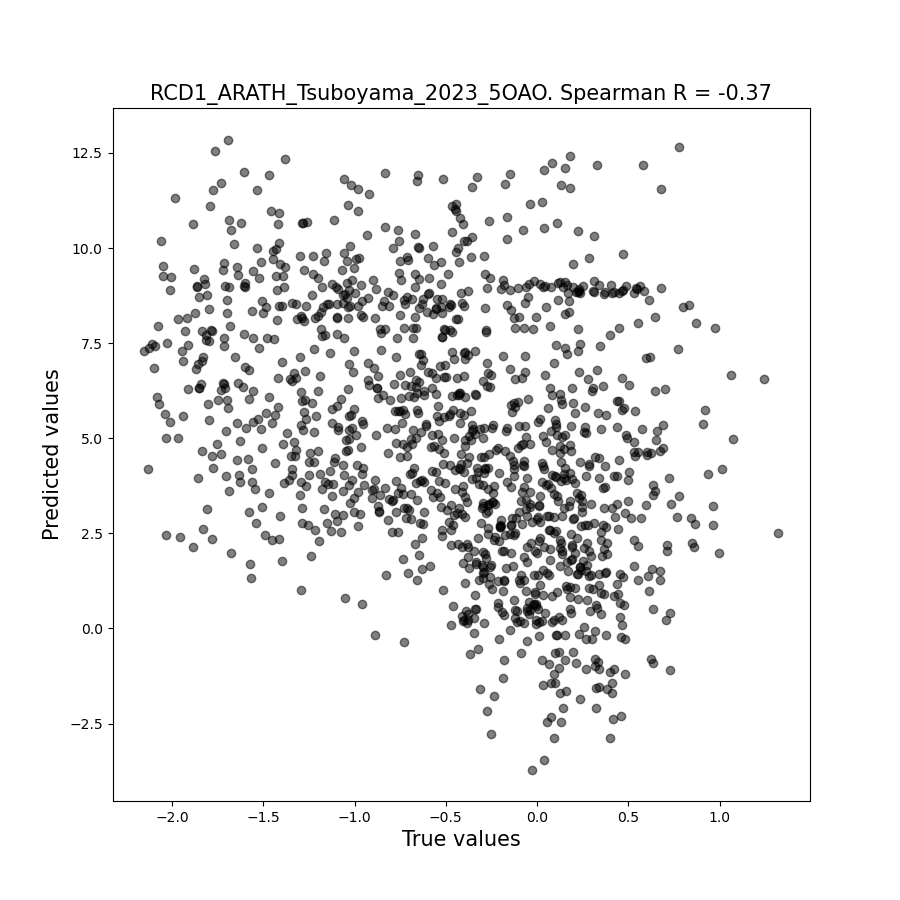 RCD1_ARATH_Tsuboyama_2023_5OAO. Spearman R = -0.37
12.5
10.0
7.5
5.0
2.5
0.0
−2.5
Predicted values
−2.0 −1.5 −1.0 −0.5 0.0 0.5 1.0
True values